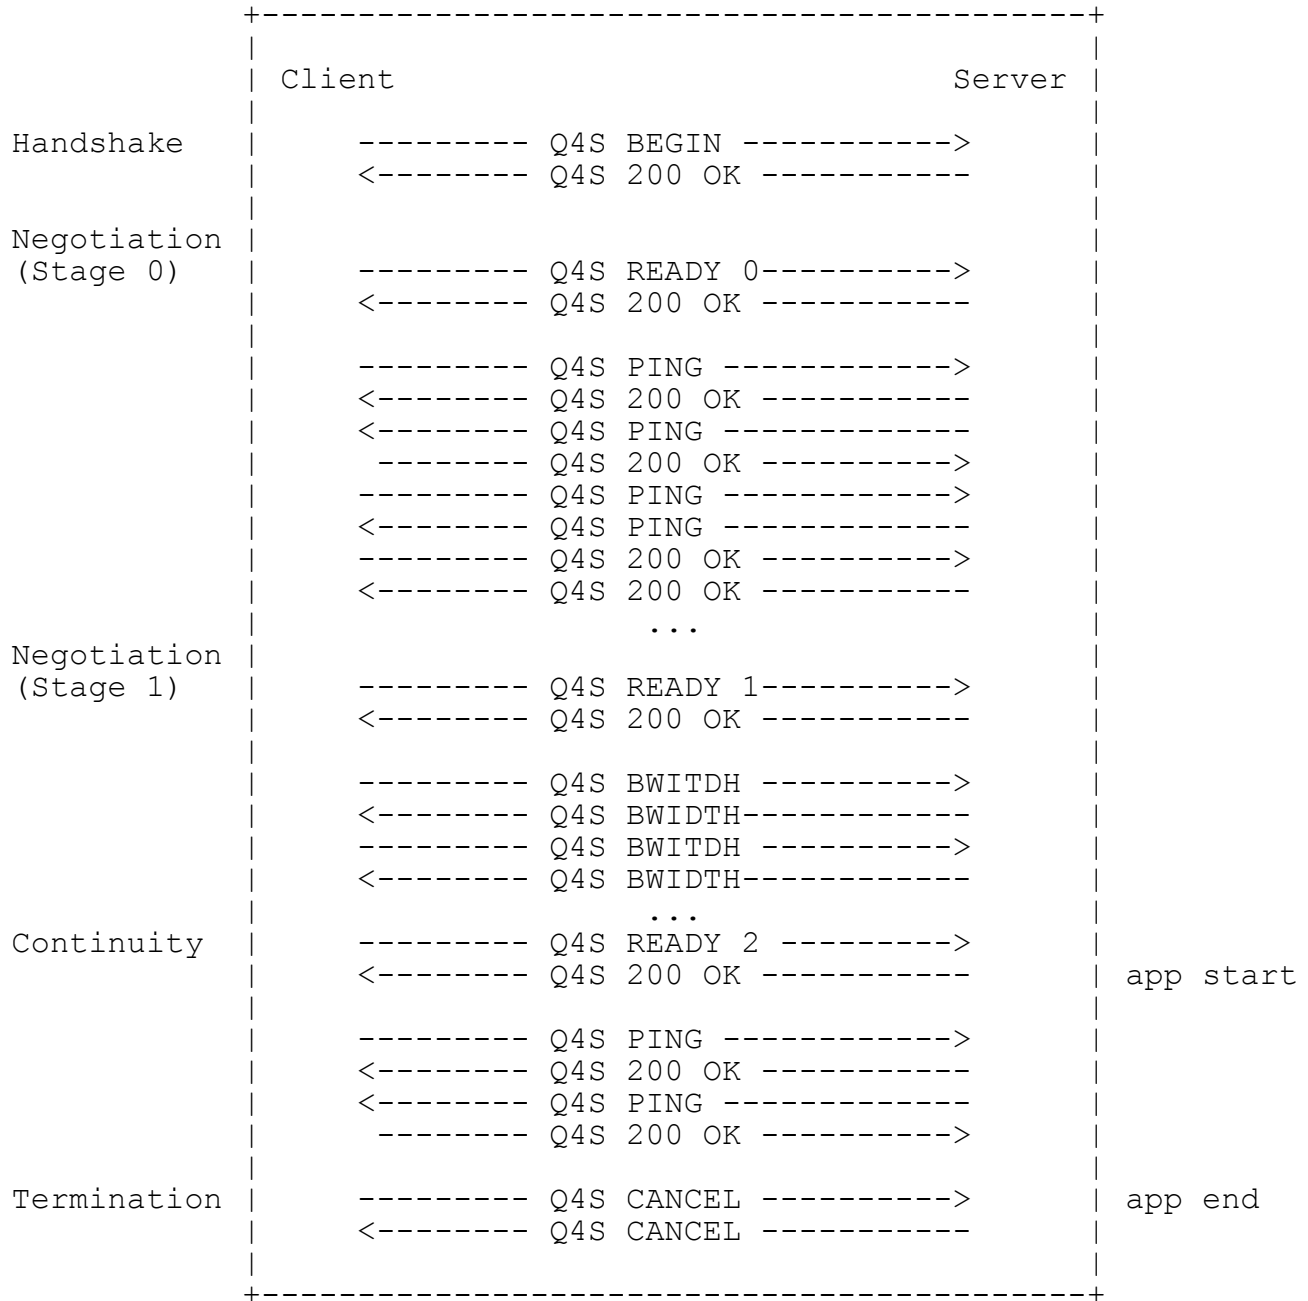 +-------------------------------------------+
|                                           |
| Client                             Server |
|                                           |
Handshake   |     --------- Q4S BEGIN ----------->      |
|     <-------- Q4S 200 OK -----------      |
|                                           |
Negotiation |                                           |
(Stage 0)   |     --------- Q4S READY 0---------->      |
|     <-------- Q4S 200 OK -----------      |
|                                           |
|     --------- Q4S PING ------------>      |
|     <-------- Q4S 200 OK -----------      |
|     <-------- Q4S PING -------------      |
|      -------- Q4S 200 OK ---------->      |
|     --------- Q4S PING ------------>      |
|     <-------- Q4S PING -------------      |
|     --------- Q4S 200 OK ---------->      |
|     <-------- Q4S 200 OK -----------      |
|                    ...                    |
Negotiation |                                           |
(Stage 1)   |     --------- Q4S READY 1---------->      |
|     <-------- Q4S 200 OK -----------      |
|                                           |
|     --------- Q4S BWITDH ---------->      |
|     <-------- Q4S BWIDTH------------      |
|     --------- Q4S BWITDH ---------->      |
|     <-------- Q4S BWIDTH------------      |
|                    ...                    |
Continuity  |     --------- Q4S READY 2 --------->      |
|     <-------- Q4S 200 OK -----------      | app start
|                                           |
|     --------- Q4S PING ------------>      |
|     <-------- Q4S 200 OK -----------      |
|     <-------- Q4S PING -------------      |
|      -------- Q4S 200 OK ---------->      |
|                                           |
Termination |     --------- Q4S CANCEL ---------->      | app end
|     <-------- Q4S CANCEL -----------      |
|                                           |
+-------------------------------------------+